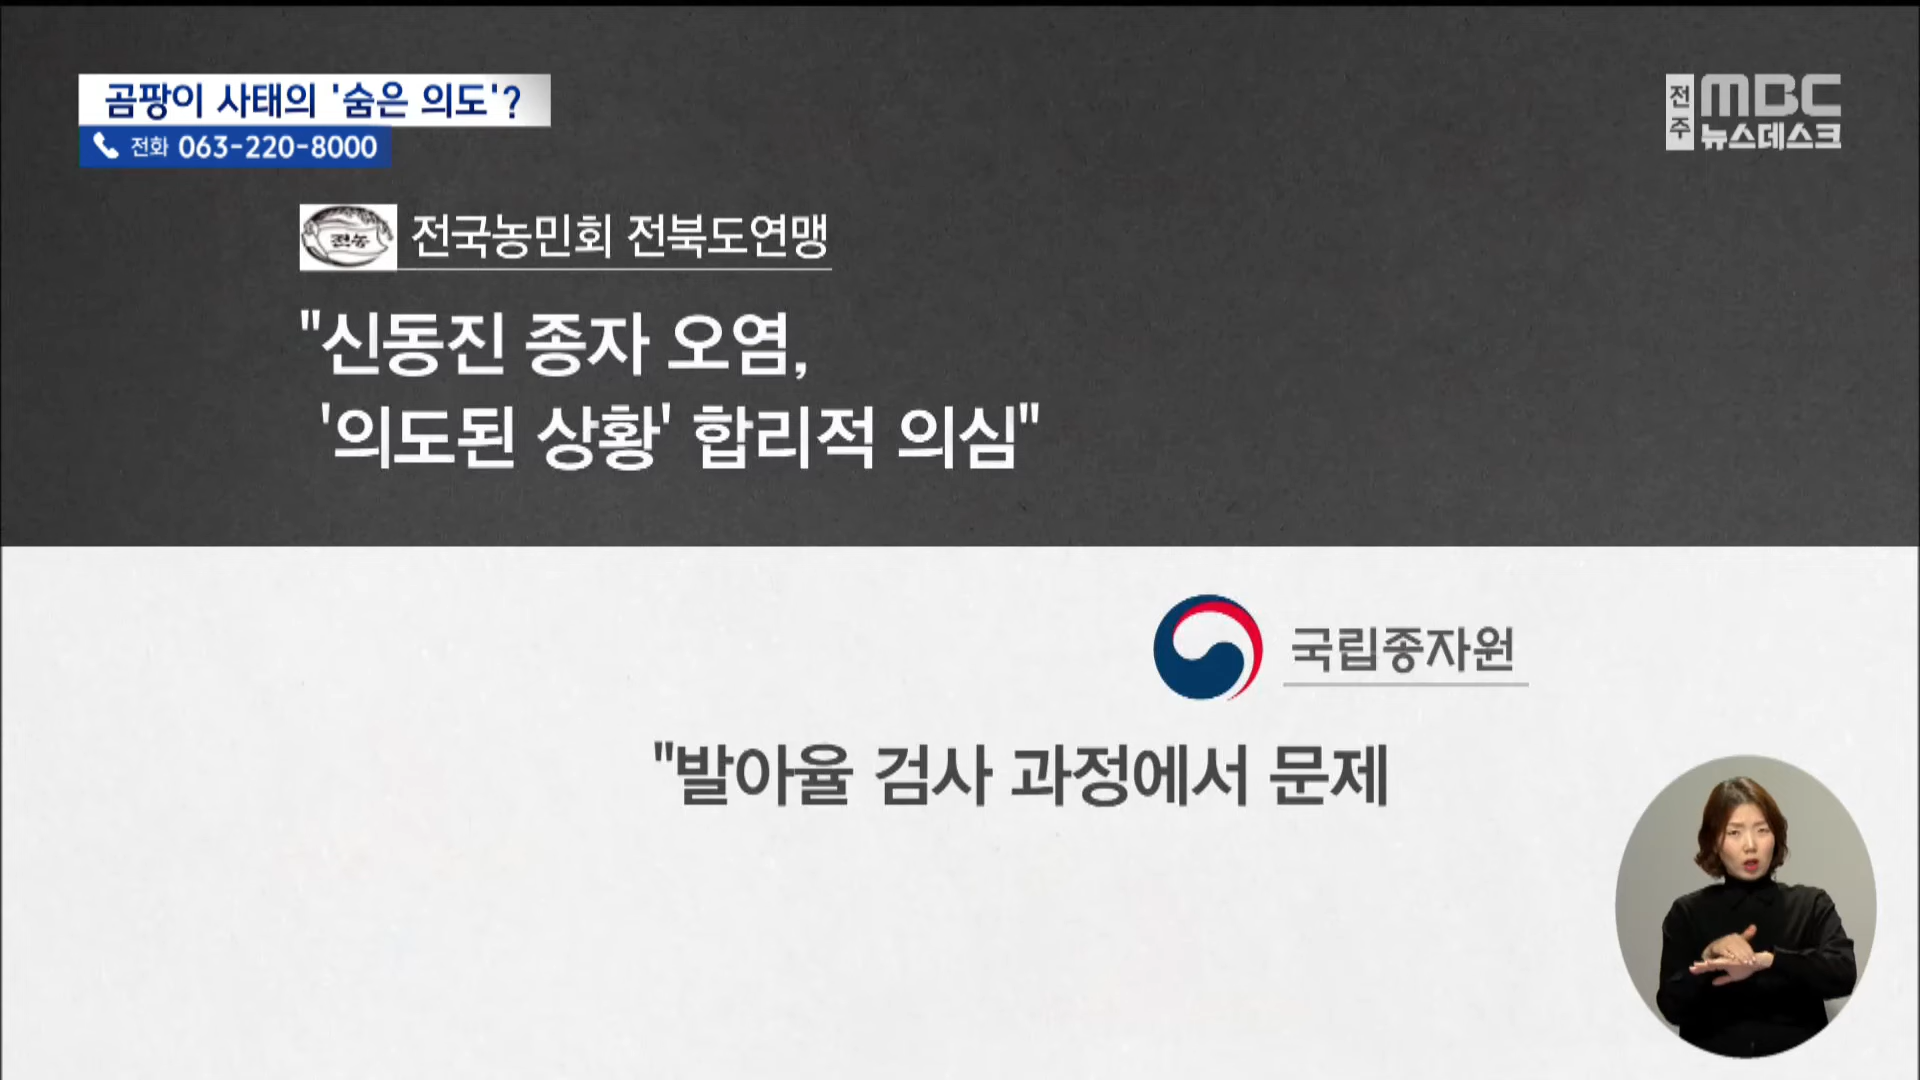 곰팡이 사태의 '숨은 의도'?
전화 063-220-8000
전주 MBC
뉴스데스크
전농 전국농민회 전북도연맹
"신동진 종자 오염,
'의도된 상황' 합리적 의심"
국립종자원
"발아율 검사 과정에서 문제